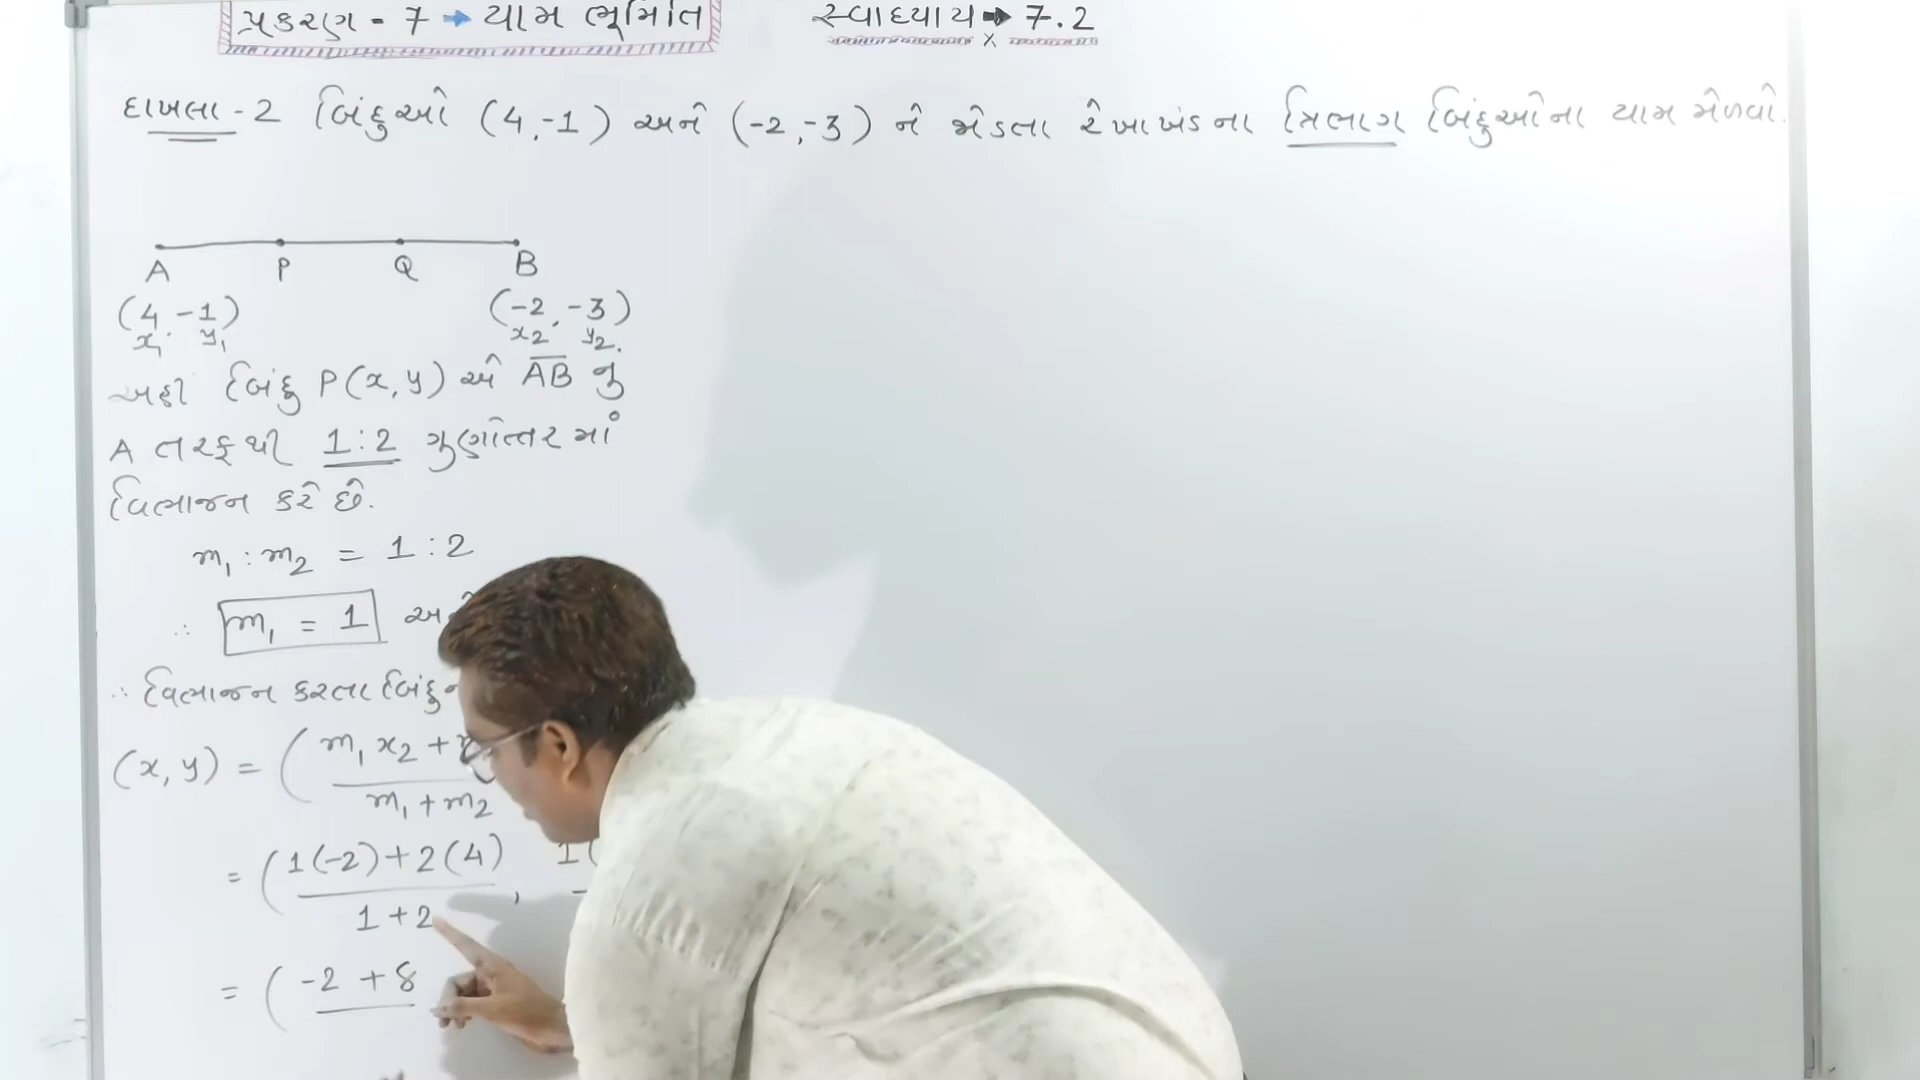 પ્રકરણ - 7 → યામ ભૂમિતિ સ્વાધ્યાય → 7.2
દાખલા - 2 બિંદુઓ (4,-1) અને (-2,-3) ને જોડતા રેખાખંડના ત્રિભાગ બિંદુઓના યામ મેળવો.
A P Q B
(4,-1) (-2,-3)
x₁ y₁ x₂ y₂
અહીં બિંદુ P(x,y) એ A̅B̅ નું
A તરફથી 1:2 ગુણોત્તરમાં
વિભાજન કરે છે.
m₁ : m₂ = 1 : 2
∴ m₁ = 1
∴ વિભાજન કરતા
(x,y) = ( m₁x₂ +
m₁ + m₂
= ( 1(-2)+2(4) , 1(
1+2
= ( -2 + 8